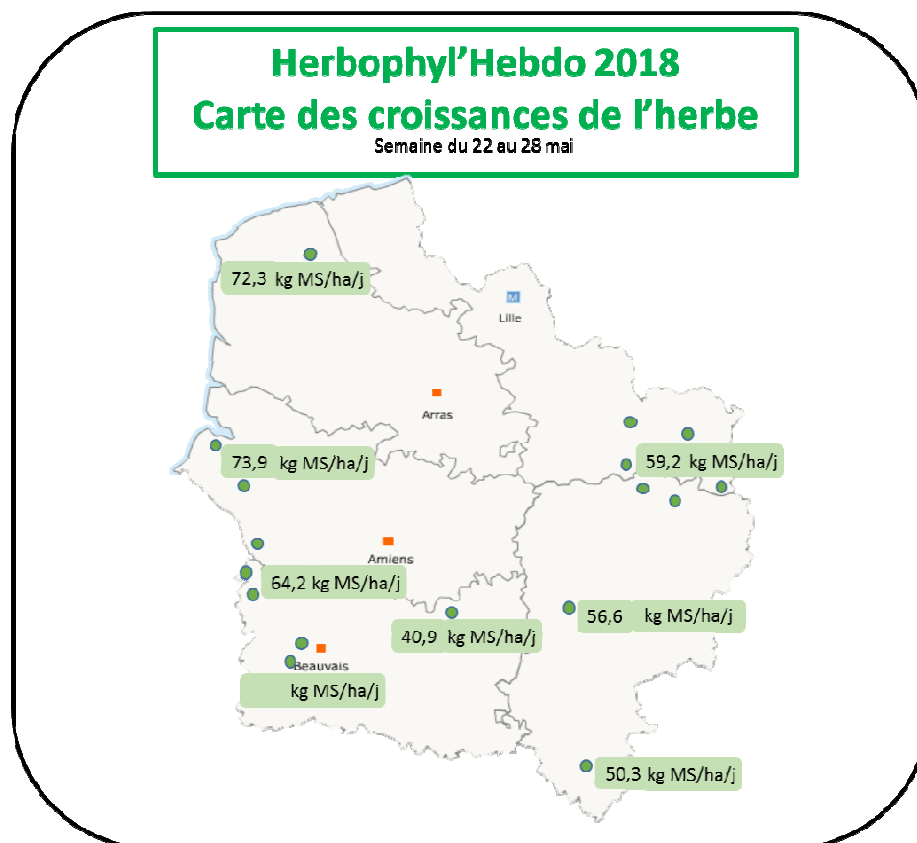 Herbophyl'Hebdo 2018
Carte des croissances de l'herbe
Semaine du 22 au 28 mai
72,3 kg MS/ha/j
M
Lille
Arras
73,9 kg MS/ha/j
59,2 kg MS/ha/j
Amiens
64,2 kg MS/ha/j
56,6 kg MS/ha/j
40,9 kg MS/ha/j
Beauvais
kg MS/ha/j
50,3 kg MS/ha/j